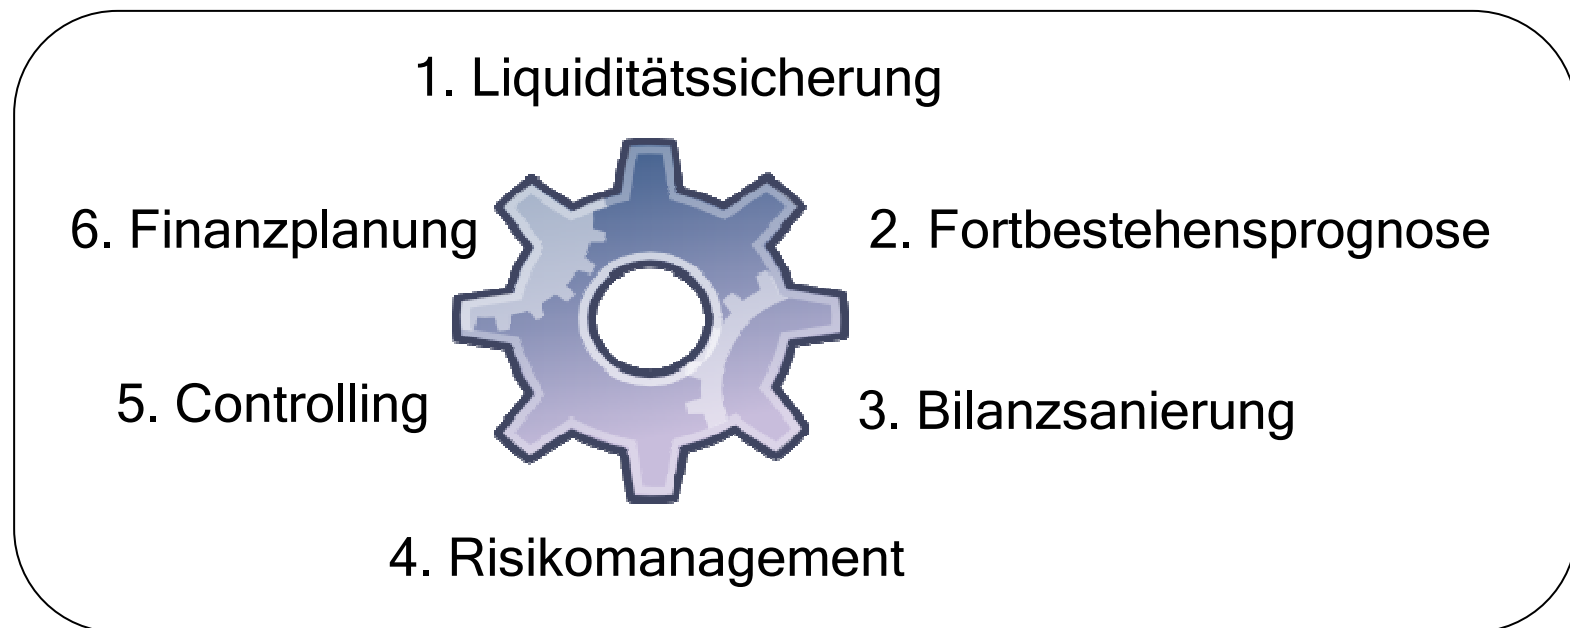 1. Liquiditätssicherung
2. Fortbestehensprognose
3. Bilanzsanierung
4. Risikomanagement
5. Controlling
6. Finanzplanung